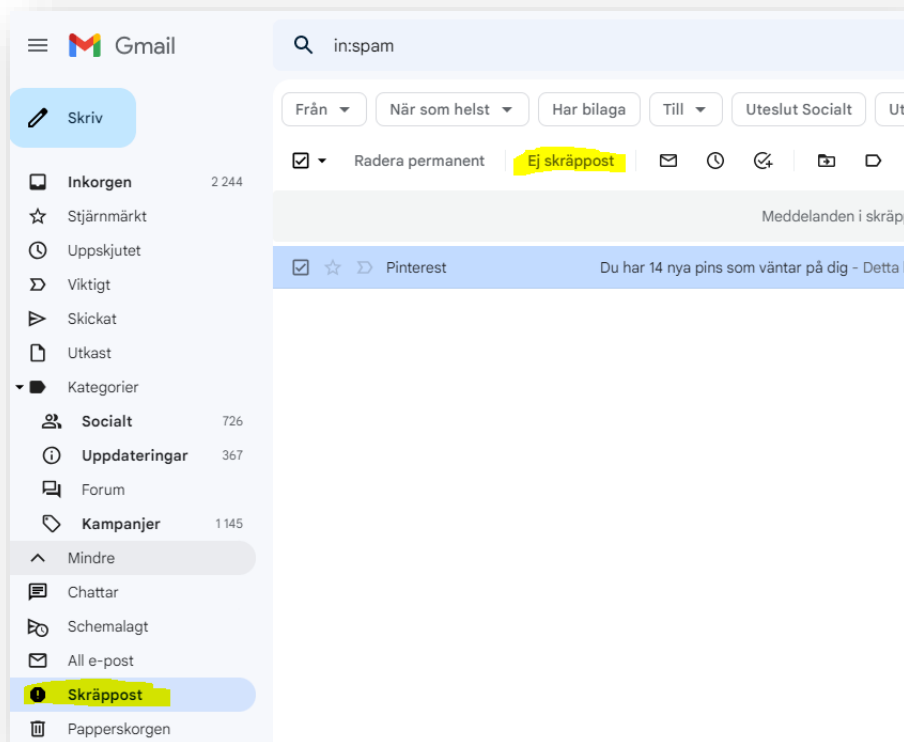 Gmail
in:spam
Skriv
Från
När som helst
Har bilaga
Till
Uteslut Socialt
Radera permanent
Ej skräppost
Inkorgen 2 244
Stjärnmärkt
Meddelanden i
Uppskjutet
Pinterest Du har 14 nya pins som väntar på dig - Detta
Viktigt
Skickat
Utkast
Kategorier
Socialt 726
Uppdateringar 367
Forum
Kampanjer 1 145
Mindre
Chattar
Schemalagt
All e-post
Skräppost
Papperskorgen